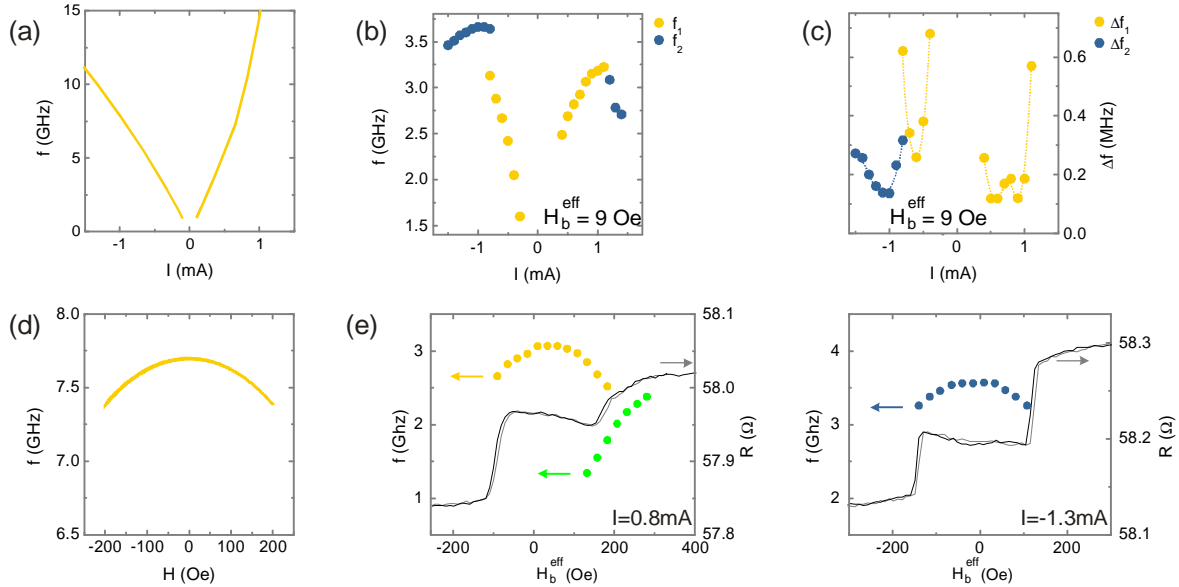 (a)
15
10
5
0
f (GHz)
-1
0
1
I (mA)
(b)
4.0
3.5
3.0
2.5
2.0
1.5
f (GHz)
f₁
f₂
H_b^eff = 9 Oe
-1
0
1
I (mA)
(c)
Δf₁
Δf₂
0.6
0.4
0.2
0.0
Δf (MHz)
H_b^eff = 9 Oe
-1
0
1
I (mA)
(d)
8.0
7.5
7.0
6.5
f (GHz)
-200
-100
0
100
200
H (Oe)
(e)
3
2
1
f (Ghz)
58.1
58.0
57.9
57.8
R (Ω)
I=0.8mA
-200
0
200
400
H_b^eff (Oe)
4
3
2
f (GHz)
58.3
58.2
58.1
R (Ω)
I=-1.3mA
-200
0
200
H_b^eff (Oe)